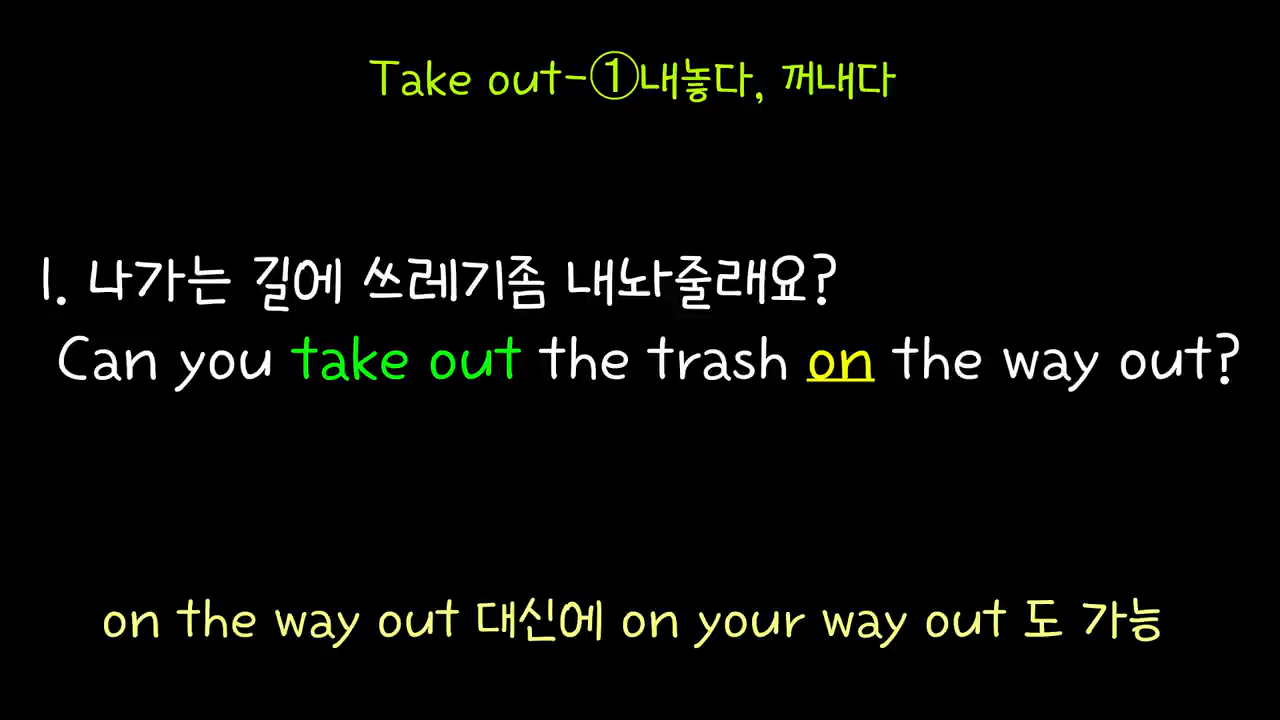 Take out-①내놓다, 꺼내다
1. 나가는 길에 쓰레기좀 내놔줄래요?
Can you take out the trash on the way out?
on the way out 대신에 on your way out 도 가능